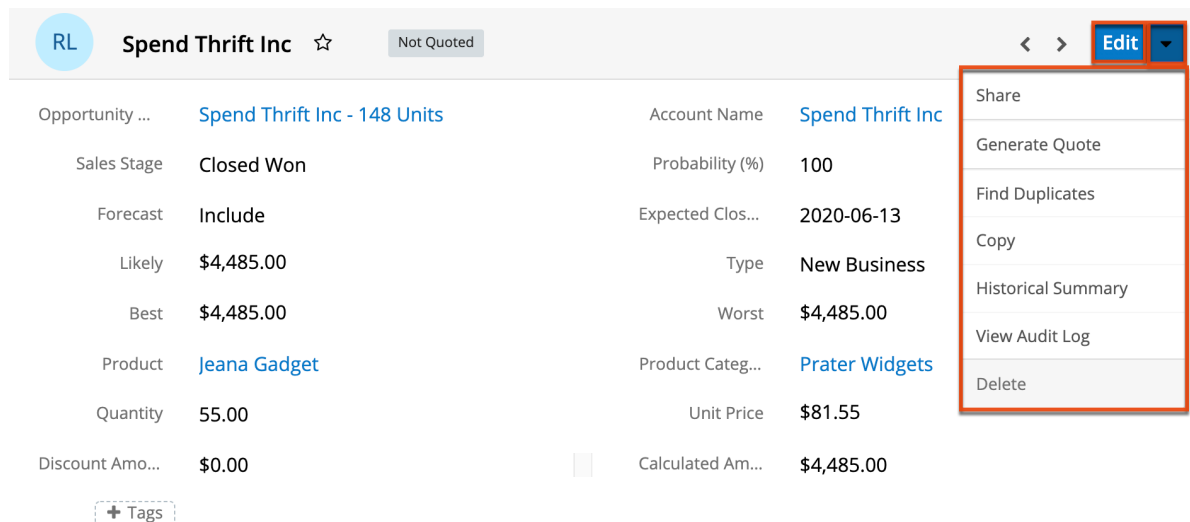 RL Spend Thrift Inc Not Quoted Edit
Share
Opportunity ... Spend Thrift Inc - 148 Units Account Name Spend Thrift Inc
Generate Quote
Sales Stage Closed Won Probability (%) 100
Find Duplicates
Forecast Include Expected Clos... 2020-06-13
Copy
Likely $4,485.00 Type New Business
Historical Summary
Best $4,485.00 Worst $4,485.00
View Audit Log
Product Jeana Gadget Product Categ... Prater Widgets
Delete
Quantity 55.00 Unit Price $81.55
Discount Amo... $0.00 Calculated Am... $4,485.00
+ Tags